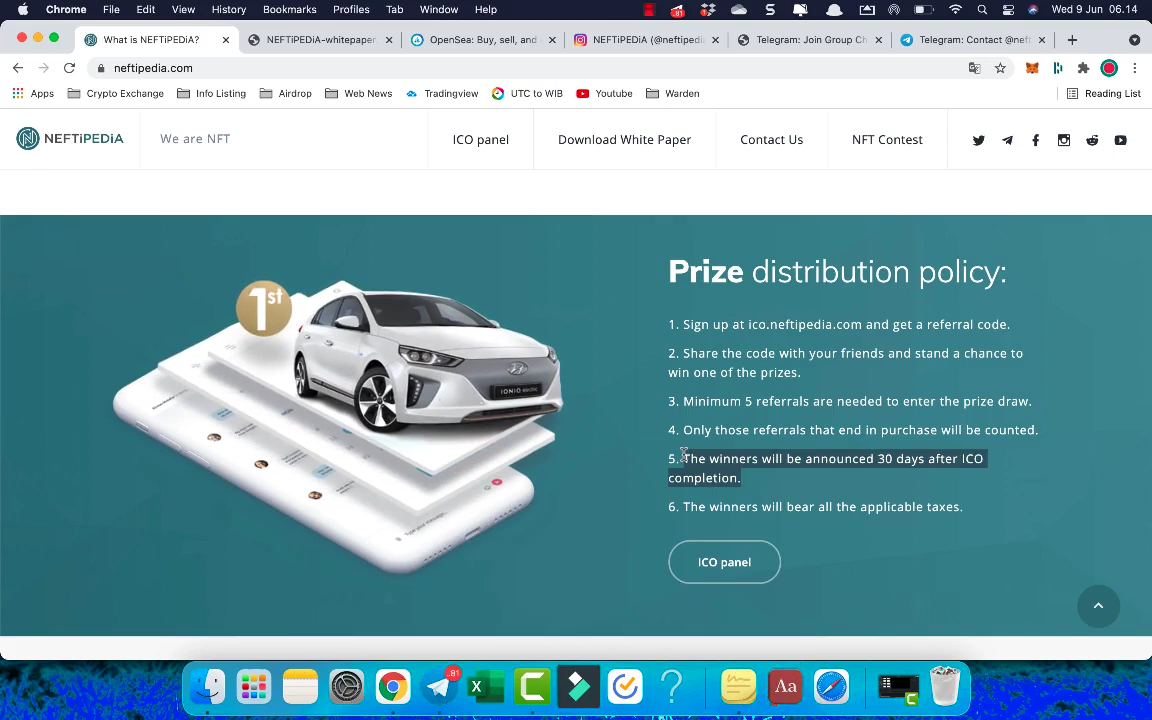 Chrome File Edit View History Bookmarks Profiles Tab Window Help 81 Wed 9 Jun 06.14
What is NEFTiPEDiA? NEFTiPEDiA-whitepaper OpenSea: Buy, sell, and NEFTiPEDiA (@neftipedi Telegram: Join Group Ch Telegram: Contact @neft
neftipedia.com
Apps Crypto Exchange Info Listing Airdrop Web News Tradingview UTC to WIB Youtube Warden Reading List
NEFTiPEDiA We are NFT ICO panel Download White Paper Contact Us NFT Contest
Prize distribution policy:
1st
1. Sign up at ico.neftipedia.com and get a referral code.
2. Share the code with your friends and stand a chance to
win one of the prizes.
3. Minimum 5 referrals are needed to enter the prize draw.
4. Only those referrals that end in purchase will be counted.
5. The winners will be announced 30 days after ICO
completion.
6. The winners will bear all the applicable taxes.
IONIQ electric
ICO panel
81
Aa